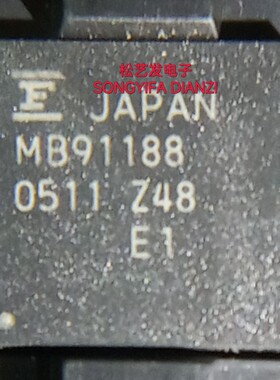 松艺发电子
SONGYIFA DIANZI
JAPAN
MB91188
0511 Z48
E1